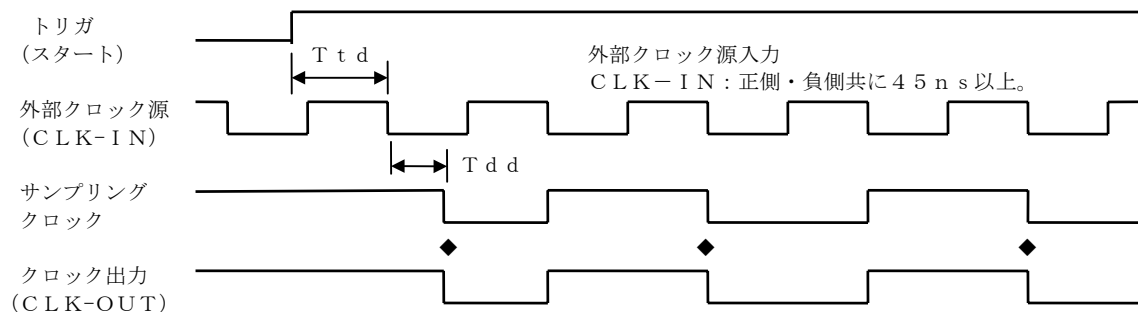 トリガ
(スタート)
Ttd
外部クロック源入力
CLK-IN:正側・負側共に45ns以上。
外部クロック源
(CLK-IN)
Tdd
サンプリング
クロック
クロック出力
(CLK-OUT)